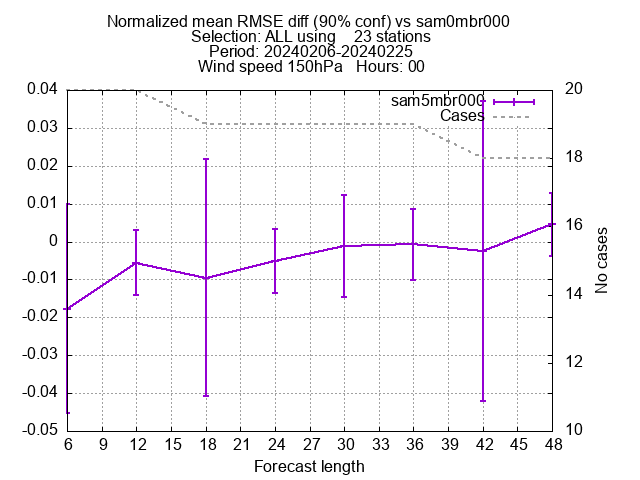 Normalized mean RMSE diff (90% conf) vs sam0mbr000
Selection: ALL using    23 stations
Period: 20240206-20240225
Wind speed 150hPa   Hours: 00
sam5mbr000
Cases
0.04
0.03
0.02
0.01
0
-0.01
-0.02
-0.03
-0.04
-0.05
20
18
16
14
12
10
No cases
6 9 12 15 18 21 24 27 30 33 36 39 42 45 48
Forecast length